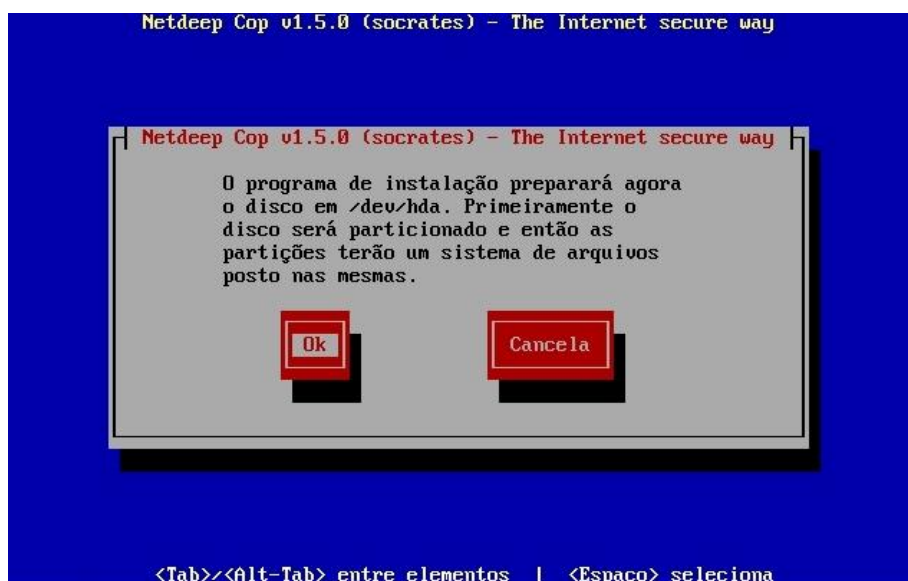 Netdeep Cop v1.5.0 (socrates) - The Internet secure way
Netdeep Cop v1.5.0 (socrates) - The Internet secure way
O programa de instalação preparará agora
o disco em /dev/hda. Primeiramente o
disco será particionado e então as
partições terão um sistema de arquivos
posto nas mesmas.
Ok Cancela
<Tab>/<Alt-Tab> entre elementos | <Espaco> seleciona